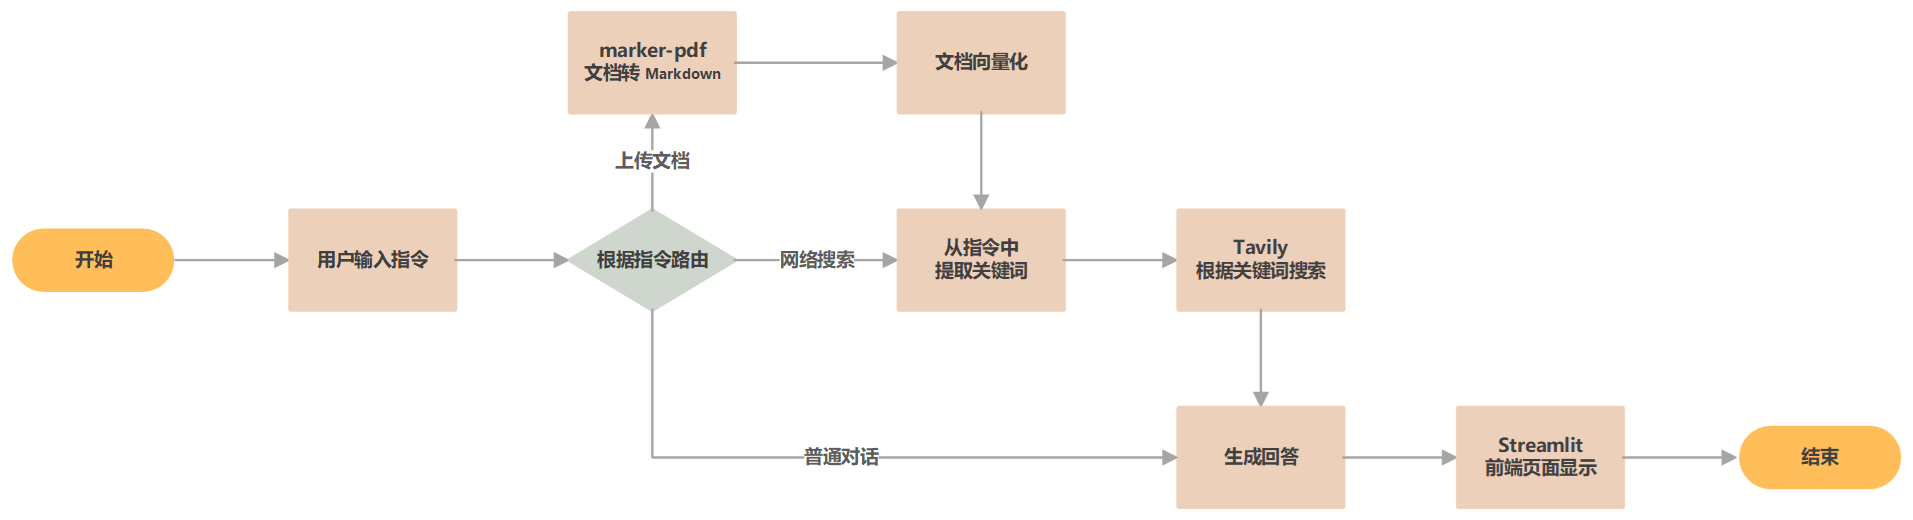 marker-pdf
文档转 Markdown
文档向量化
上传文档
开始
用户输入指令
根据指令路由
网络搜索
从指令中
提取关键词
Tavily
根据关键词搜索
普通对话
生成回答
Streamlit
前端页面显示
结束